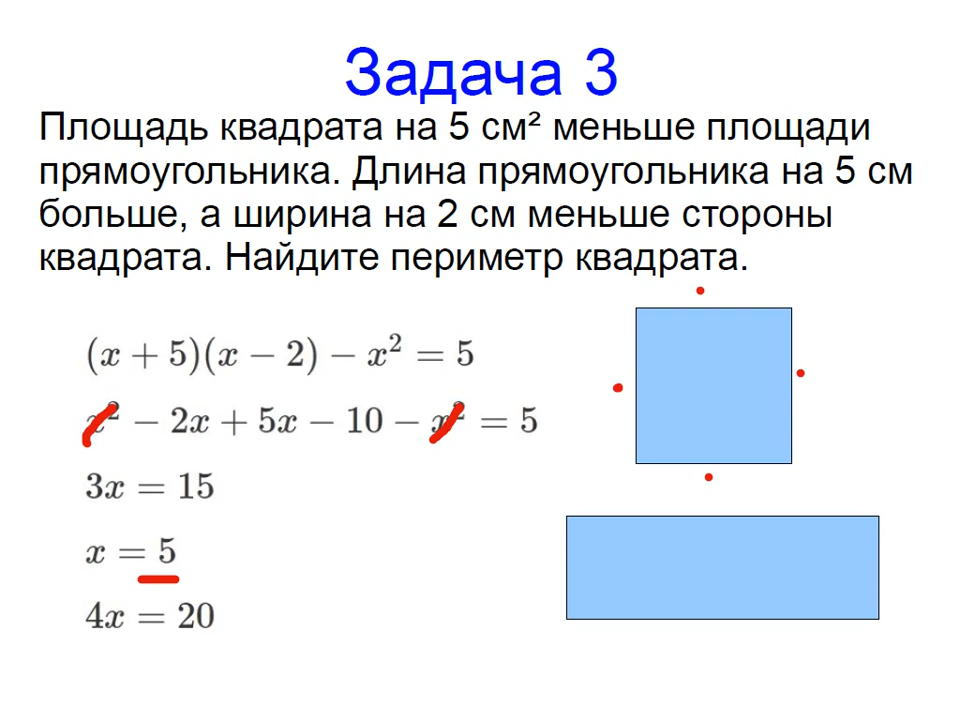 Задача 3
Площадь квадрата на 5 см² меньше площади
прямоугольника. Длина прямоугольника на 5 см
больше, а ширина на 2 см меньше стороны
квадрата. Найдите периметр квадрата.
(x + 5)(x − 2) − x² = 5
x² − 2x + 5x − 10 − x² = 5
3x = 15
x = 5
4x = 20